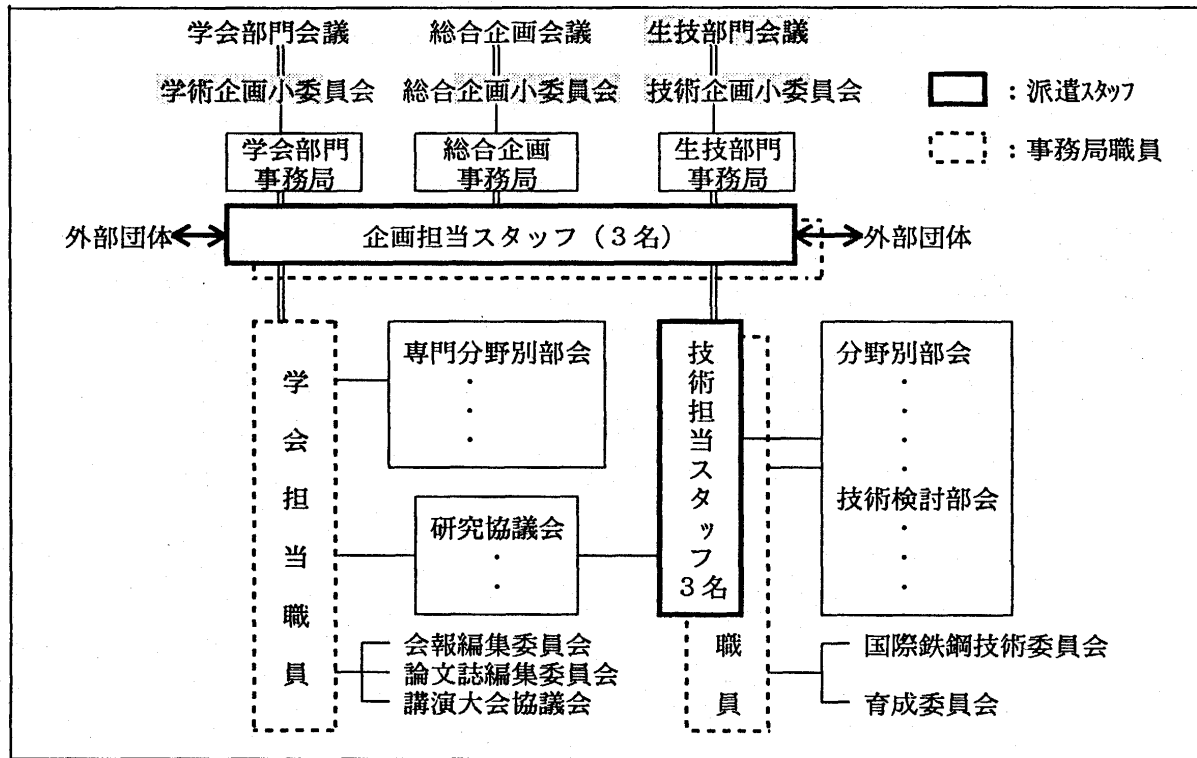 学会部門会議
総合企画会議
生技部門会議
学術企画小委員会
総合企画小委員会
技術企画小委員会
:派遣スタッフ
:事務局職員
学会部門
事務局
総合企画
事務局
生技部門
事務局
外部団体
企画担当スタッフ(3名)
外部団体
学会担当職員
専門分野別部会
・
・
・
研究協議会
・
・
会報編集委員会
論文誌編集委員会
講演大会協議会
技術担当スタッフ3名
職員
分野別部会
・
・
・
・
技術検討部会
・
・
・
・
国際鉄鋼技術委員会
育成委員会